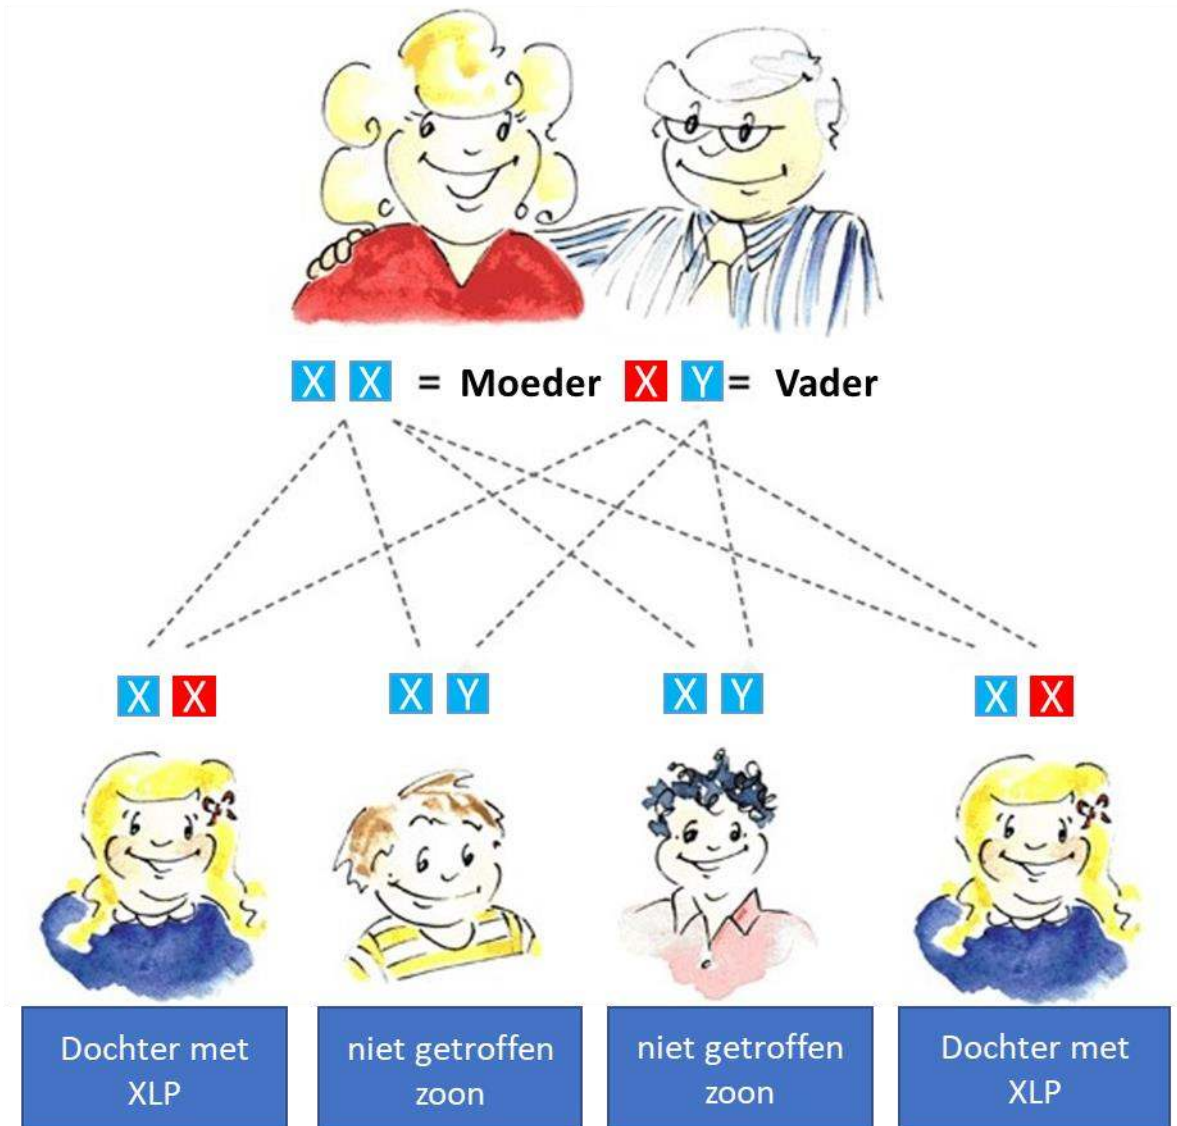 X X = Moeder X Y = Vader
X X X Y X Y X X
Dochter met
XLP
niet getroffen
zoon
niet getroffen
zoon
Dochter met
XLP